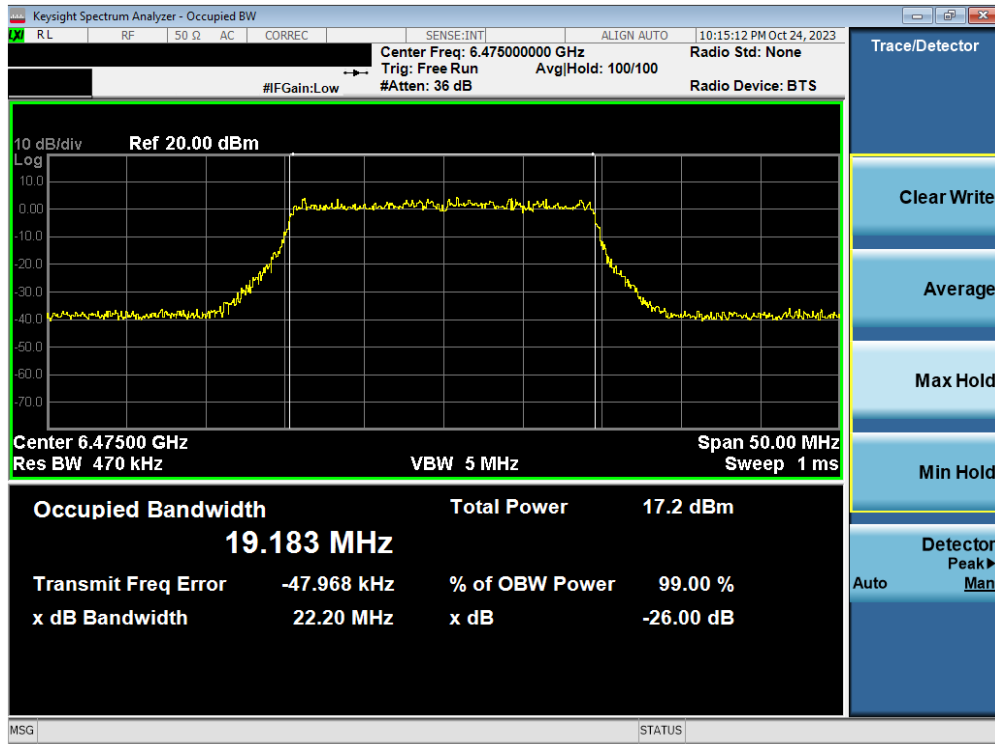 Keysight Spectrum Analyzer - Occupied BW
LXI RL RF 50 Ω AC CORREC SENSE:INT ALIGN AUTO 10:15:12 PM Oct 24, 2023
Center Freq: 6.475000000 GHz Radio Std: None
Trig: Free Run Avg|Hold: 100/100
#IFGain:Low #Atten: 36 dB Radio Device: BTS
10 dB/div Ref 20.00 dBm
Log
10.0
0.00
-10.0
-20.0
-30.0
-40.0
-50.0
-60.0
-70.0
Center 6.47500 GHz Span 50.00 MHz
Res BW 470 kHz VBW 5 MHz Sweep 1 ms
Occupied Bandwidth Total Power 17.2 dBm
19.183 MHz
Transmit Freq Error -47.968 kHz % of OBW Power 99.00 %
x dB Bandwidth 22.20 MHz x dB -26.00 dB
Trace/Detector
Clear Write
Average
Max Hold
Min Hold
Detector
Peak▶
Auto Man
MSG STATUS